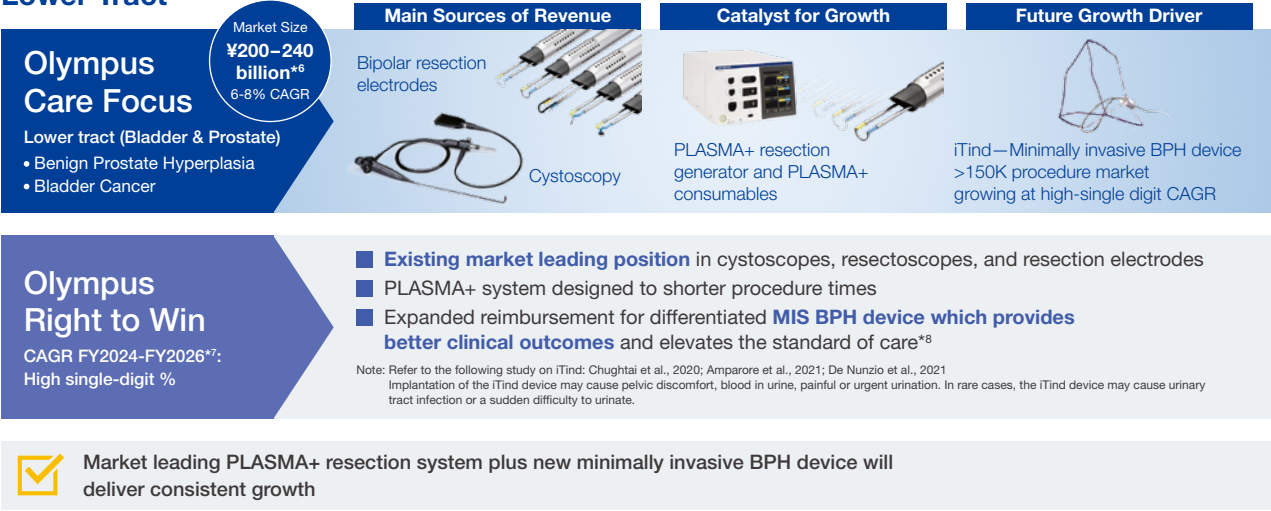 Lower Tract
Market Size
¥200–240
billion*6
6-8% CAGR
Main Sources of Revenue
Catalyst for Growth
Future Growth Driver
Olympus
Care Focus
Lower tract (Bladder & Prostate)
• Benign Prostate Hyperplasia
• Bladder Cancer
Bipolar resection
electrodes
Cystoscopy
PLASMA+ resection
generator and PLASMA+
consumables
iTind—Minimally invasive BPH device
>150K procedure market
growing at high-single digit CAGR
Olympus
Right to Win
CAGR FY2024-FY2026*7:
High single-digit %
Existing market leading position in cystoscopes, resectoscopes, and resection electrodes
PLASMA+ system designed to shorter procedure times
Expanded reimbursement for differentiated MIS BPH device which provides
better clinical outcomes and elevates the standard of care*8
Note: Refer to the following study on iTind: Chughtai et al., 2020; Amparore et al., 2021; De Nunzio et al., 2021
Implantation of the iTind device may cause pelvic discomfort, blood in urine, painful or urgent urination. In rare cases, the iTind device may cause urinary
tract infection or a sudden difficulty to urinate.
Market leading PLASMA+ resection system plus new minimally invasive BPH device will
deliver consistent growth